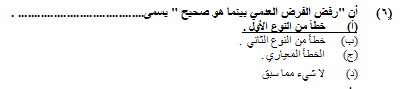 (٦) أن "رفض الفرض العدمي بينما هو صحيح " يسمى..................................... .
(أ) خطأ من النوع الأول .
(ب) خطأ من النوع الثاني .
(ج) الخطأ المعياري .
(د) لا شيء مما سبق
.